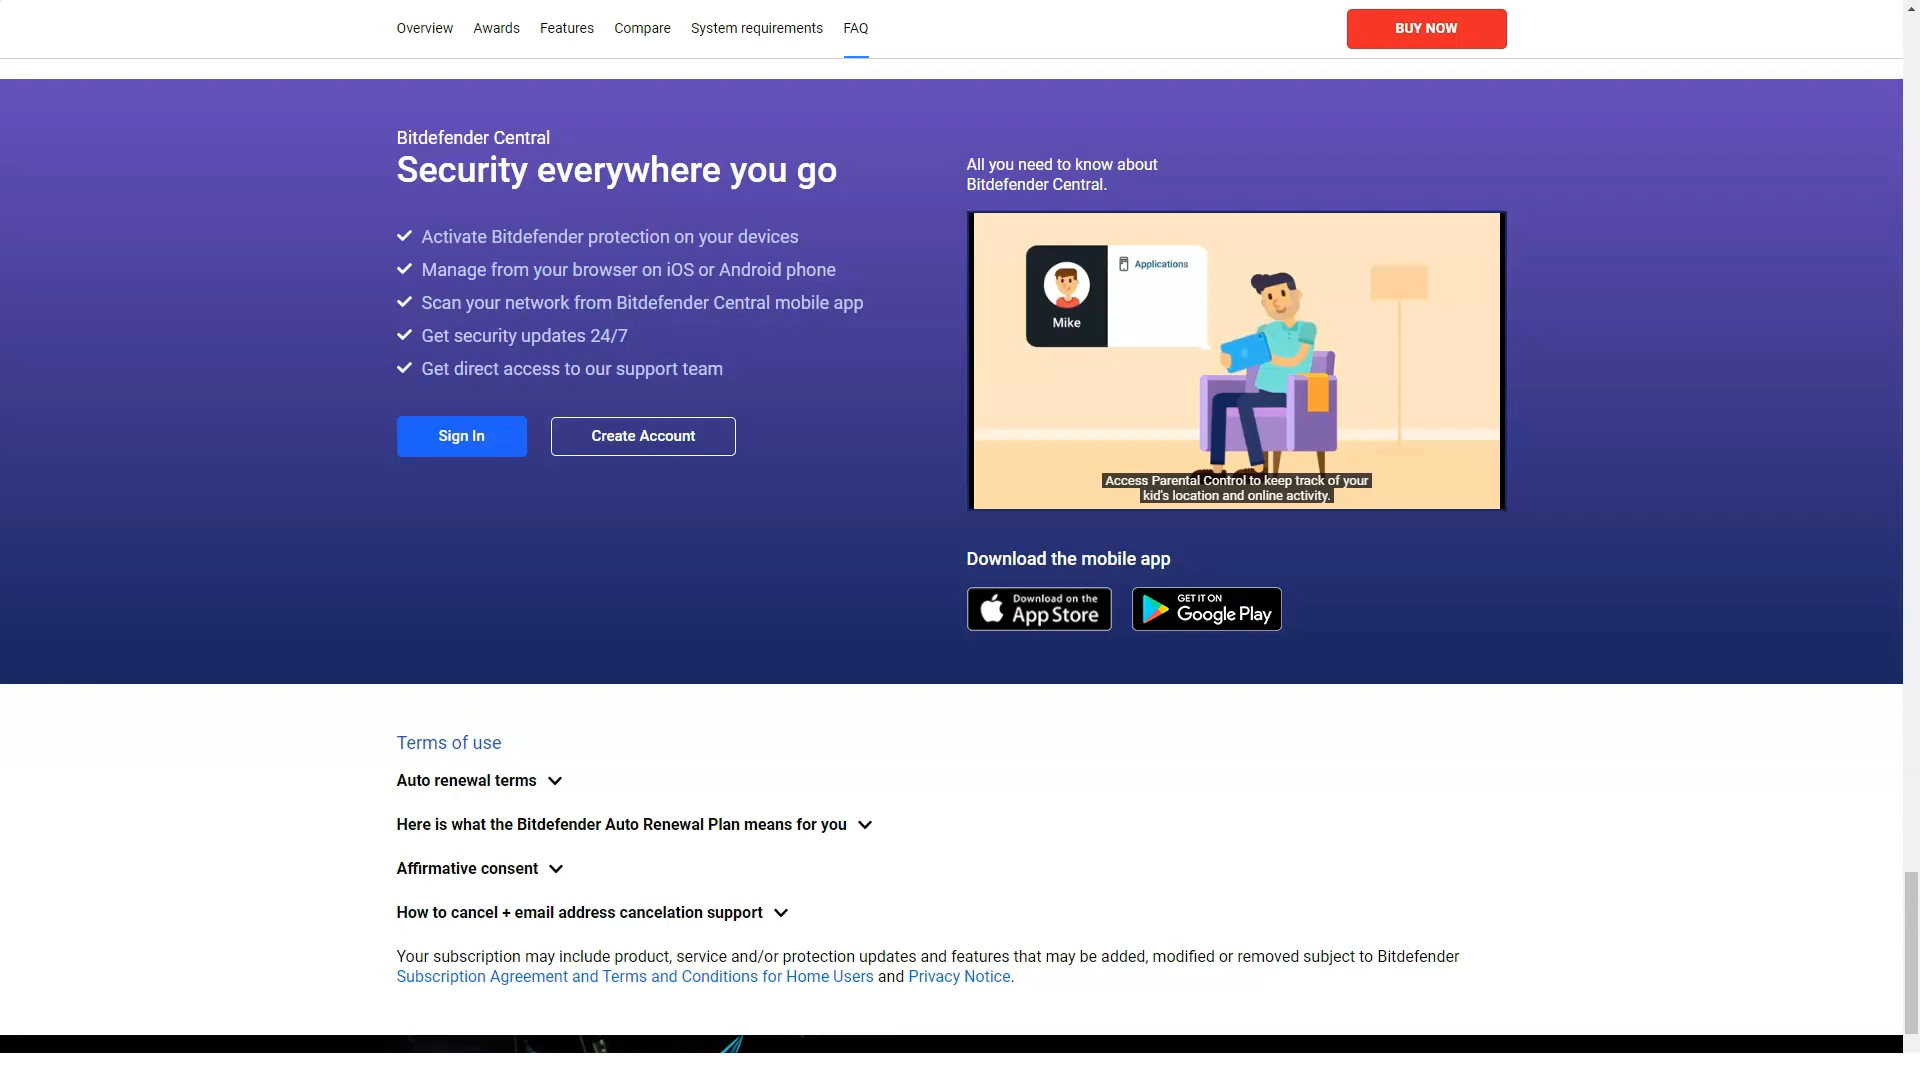 Overview Awards Features Compare System requirements FAQ
BUY NOW
Bitdefender Central
Security everywhere you go
Activate Bitdefender protection on your devices
Manage from your browser on iOS or Android phone
Scan your network from Bitdefender Central mobile app
Get security updates 24/7
Get direct access to our support team
Sign In
Create Account
All you need to know about
Bitdefender Central.
Applications
Mike
Access Parental Control to keep track of your
kid's location and online activity.
Download the mobile app
Download on the
App Store
GET IT ON
Google Play
Terms of use
Auto renewal terms
Here is what the Bitdefender Auto Renewal Plan means for you
Affirmative consent
How to cancel + email address cancelation support
Your subscription may include product, service and/or protection updates and features that may be added, modified or removed subject to Bitdefender
Subscription Agreement and Terms and Conditions for Home Users and Privacy Notice.